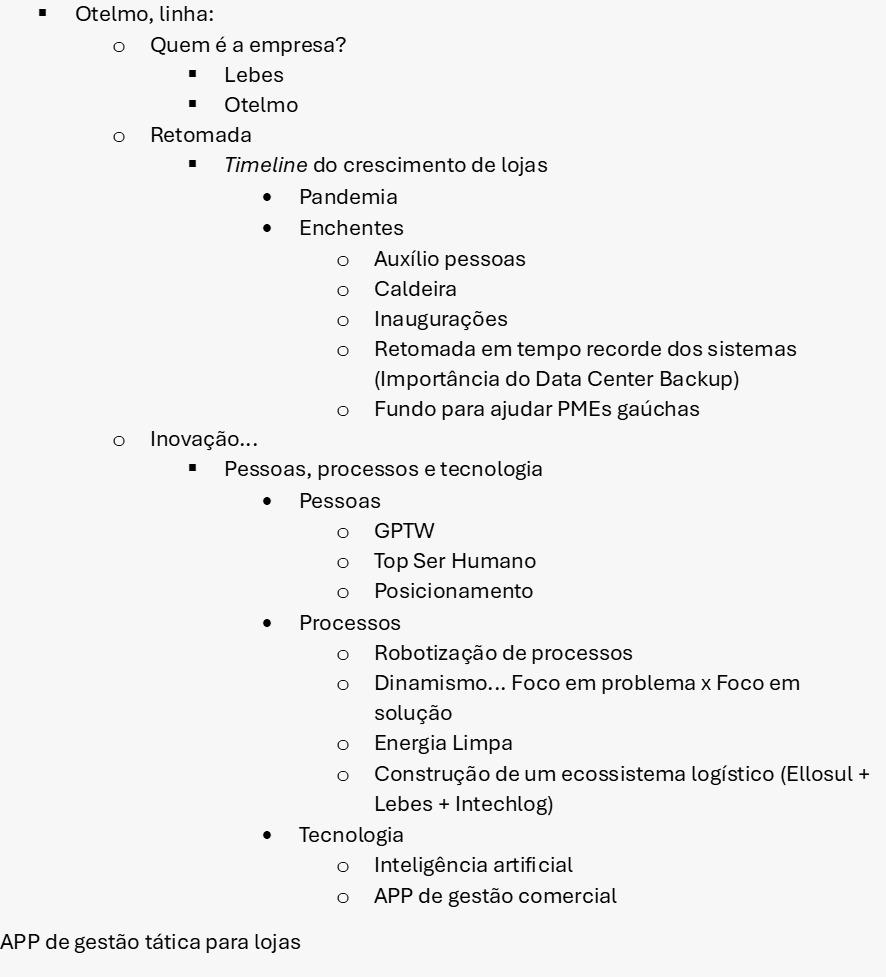 ▪ Otelmo, linha:
o Quem é a empresa?
▪ Lebes
▪ Otelmo
o Retomada
▪ Timeline do crescimento de lojas
• Pandemia
• Enchentes
o Auxílio pessoas
o Caldeira
o Inaugurações
o Retomada em tempo recorde dos sistemas
(Importância do Data Center Backup)
o Fundo para ajudar PMEs gaúchas
o Inovação...
▪ Pessoas, processos e tecnologia
• Pessoas
o GPTW
o Top Ser Humano
o Posicionamento
• Processos
o Robotização de processos
o Dinamismo... Foco em problema x Foco em
solução
o Energia Limpa
o Construção de um ecossistema logístico (Ellosul +
Lebes + Intechlog)
• Tecnologia
o Inteligência artificial
o APP de gestão comercial
APP de gestão tática para lojas